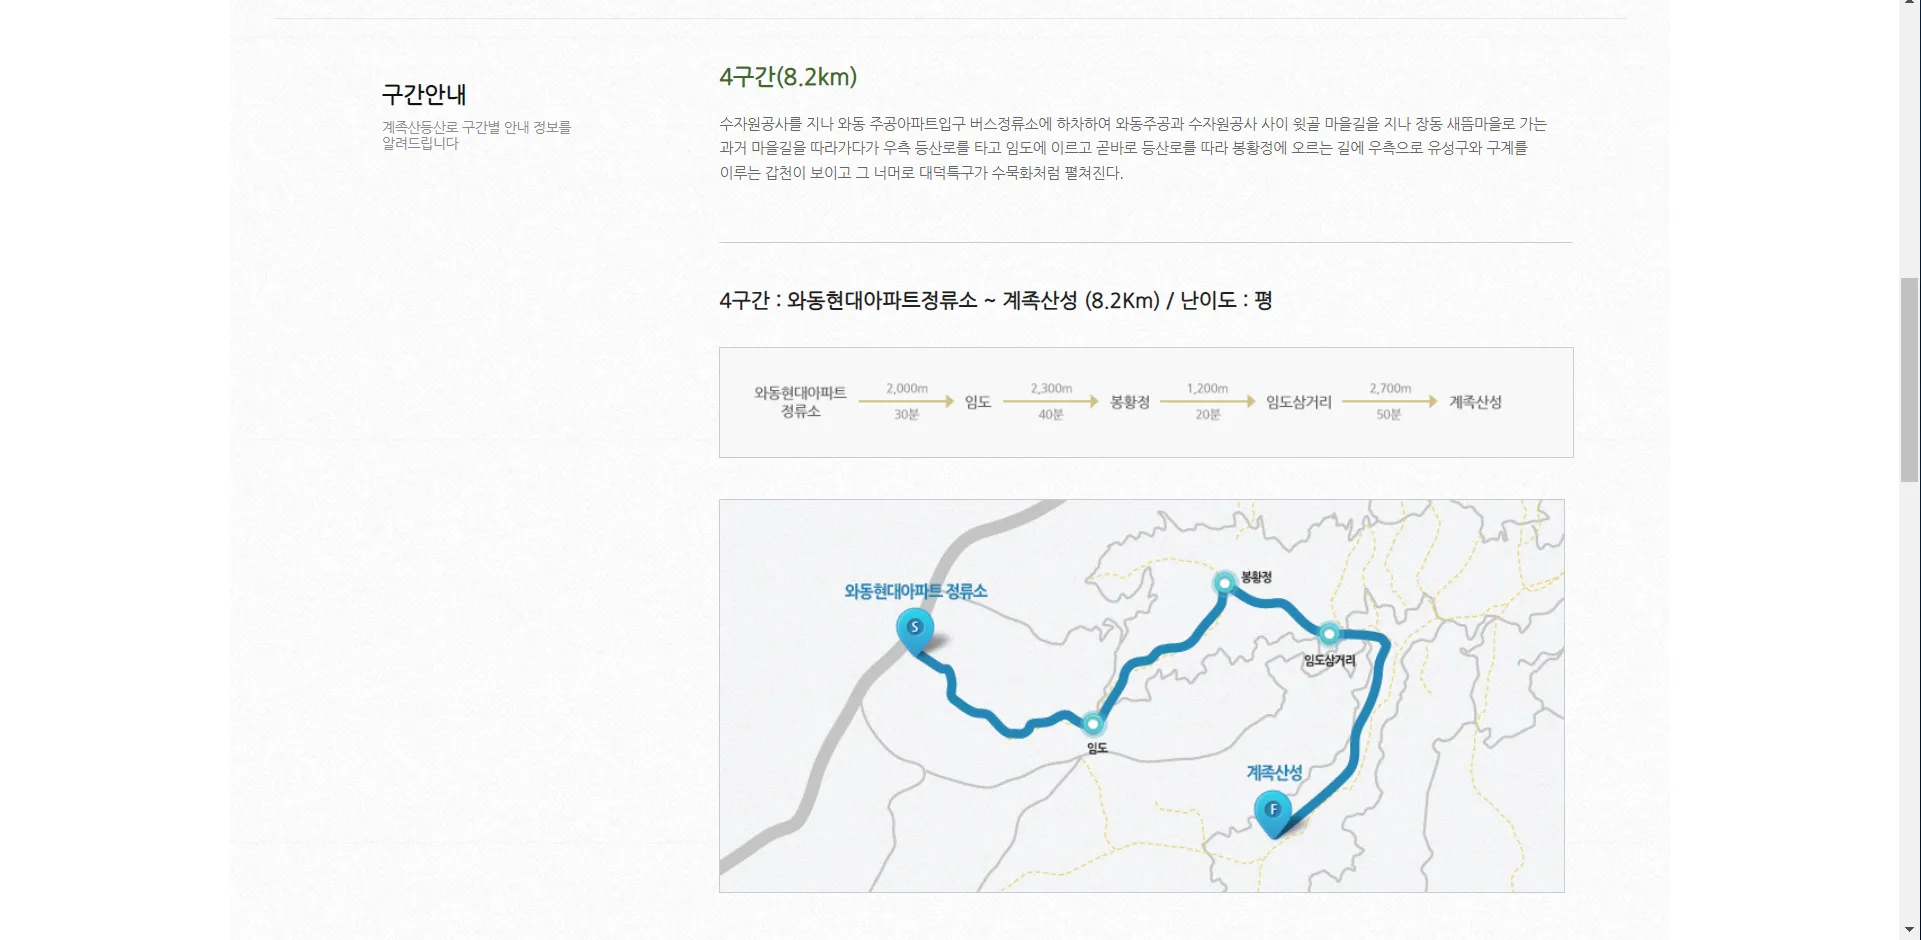 구간안내
계족산등산로 구간별 안내 정보를
알려드립니다
4구간(8.2km)
수자원공사를 지나 와동 주공아파트입구 버스정류소에 하차하여 와동주공과 수자원공사 사이 윗골 마을길을 지나 장동 새뜸마을로 가는
과거 마을길을 따라가다가 우측 등산로를 타고 임도에 이르고 곧바로 등산로를 따라 봉황정에 오르는 길에 우측으로 유성구와 구계를
이루는 갑천이 보이고 그 너머로 대덕특구가 수묵화처럼 펼쳐진다.
4구간 : 와동현대아파트정류소 ~ 계족산성 (8.2Km) / 난이도 : 평
와동현대아파트
정류소
2,000m
30분
임도
2,300m
40분
봉황정
1,200m
20분
임도삼거리
2,700m
50분
계족산성
봉황정
와동현대아파트 정류소
S
임도삼거리
임도
계족산성
F